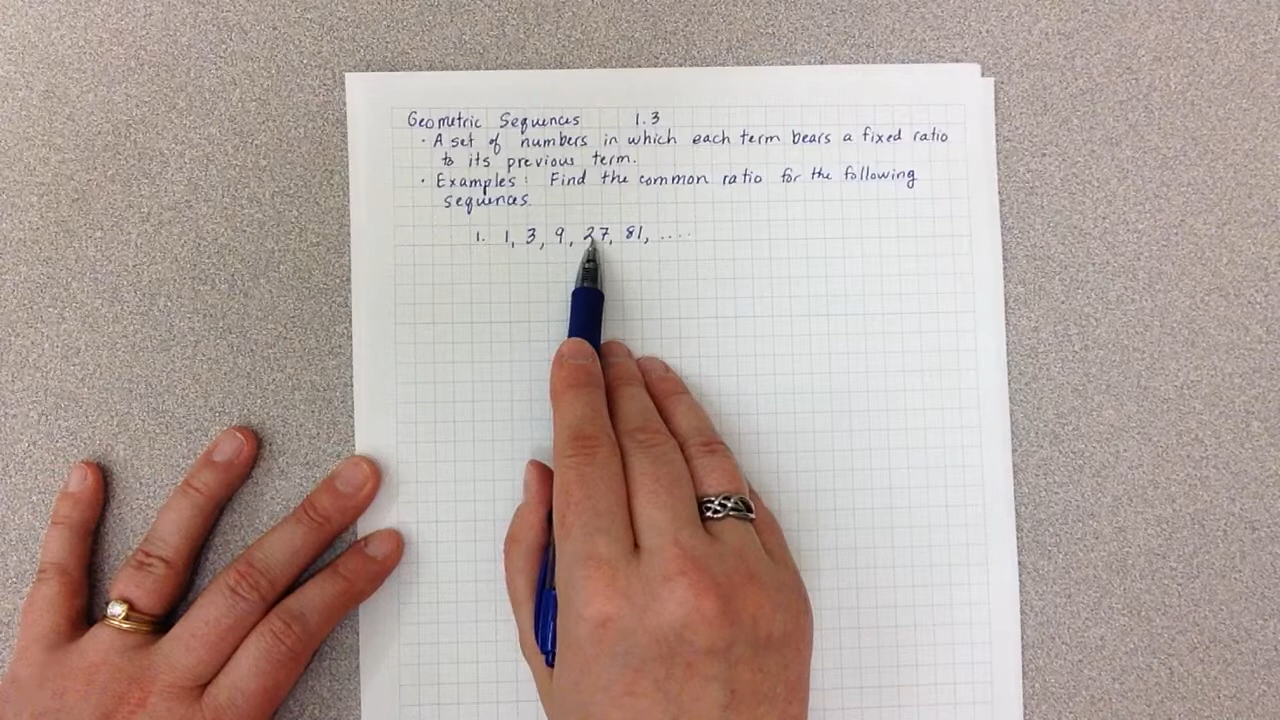 Geometric Sequences 1.3
· A set of numbers in which each term bears a fixed ratio
to its previous term.
· Examples: Find the common ratio for the following
sequences.
1. 1, 3, 9, 27, 81, ....